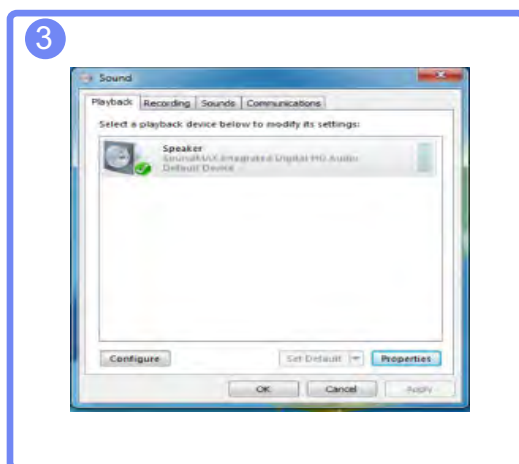 3
Sound
Playback Recording Sounds Communications
Select a playback device below to modify its settings:
Speaker
SoundMAX Integrated Digital HD Audio
Default Device
Configure
Set Default
Properties
OK
Cancel
Apply